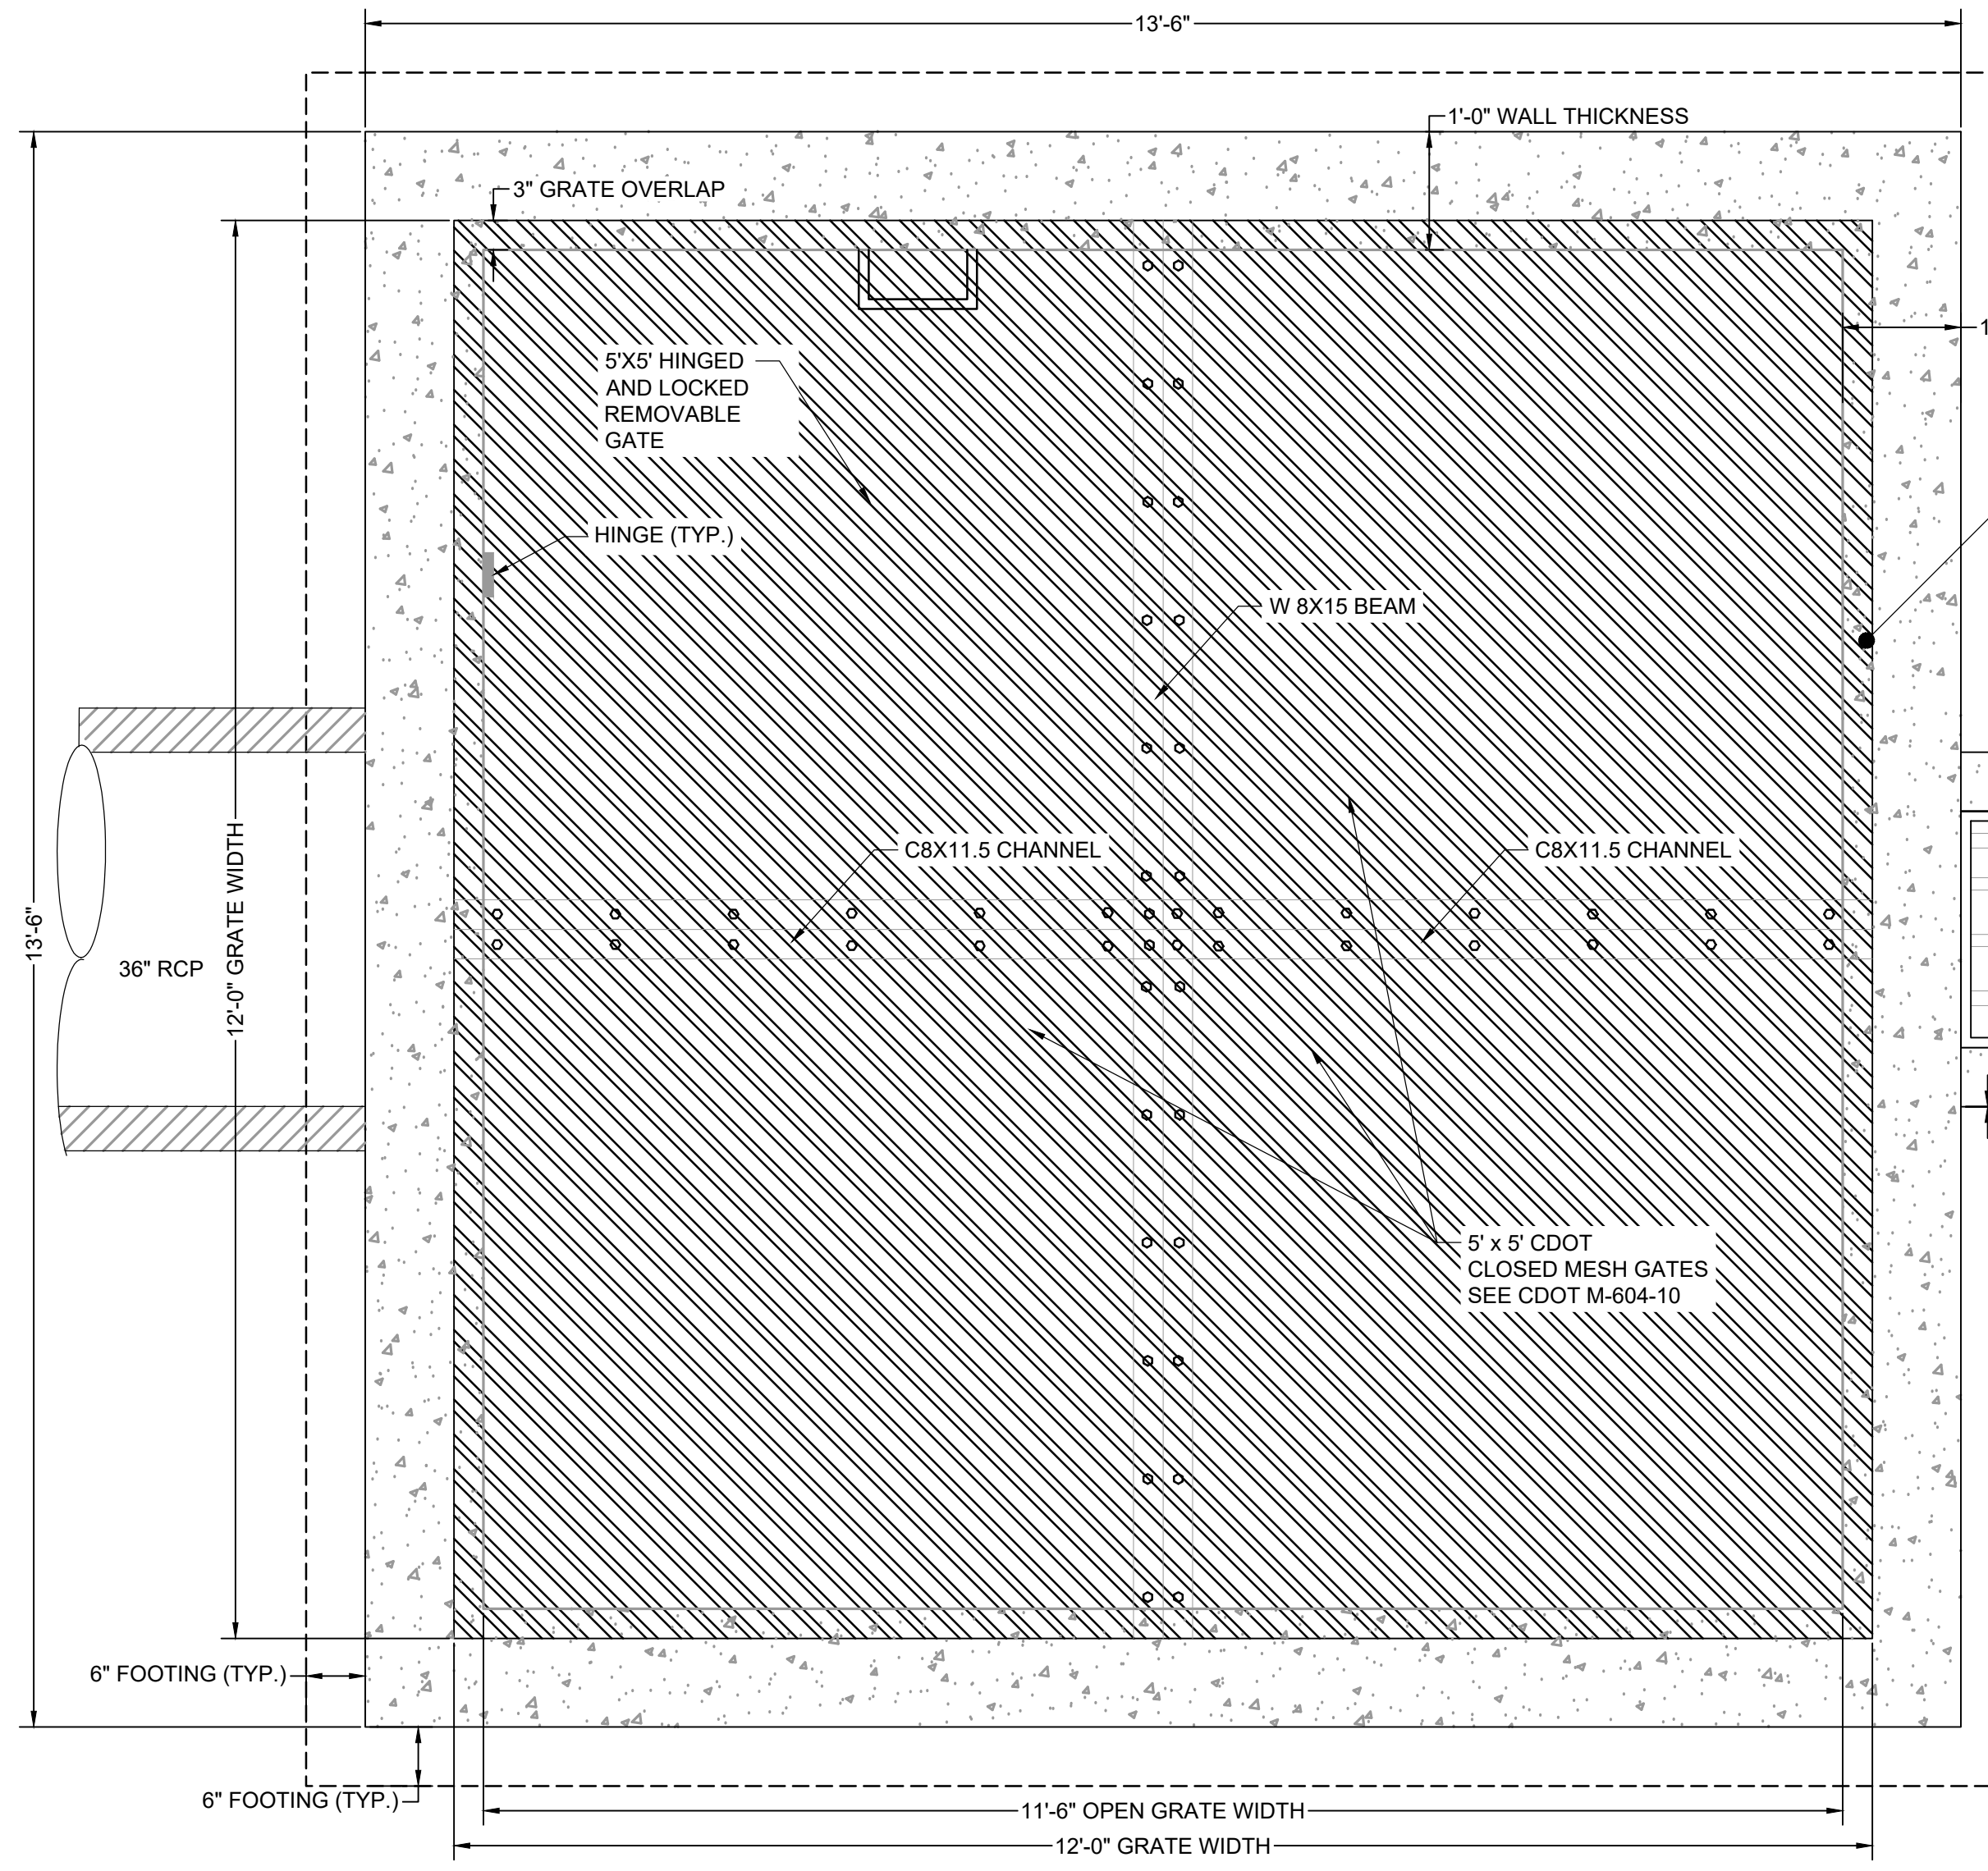 13'-6"
1'-0" WALL THICKNESS
3" GRATE OVERLAP
5'X5' HINGED
AND LOCKED
REMOVABLE
GATE
HINGE (TYP.)
W 8X15 BEAM
C8X11.5 CHANNEL
C8X11.5 CHANNEL
13'-6"
36" RCP
12'-0" GRATE WIDTH
5' x 5' CDOT
CLOSED MESH GATES
SEE CDOT M-604-10
6" FOOTING (TYP.)
6" FOOTING (TYP.)
11'-6" OPEN GRATE WIDTH
12'-0" GRATE WIDTH